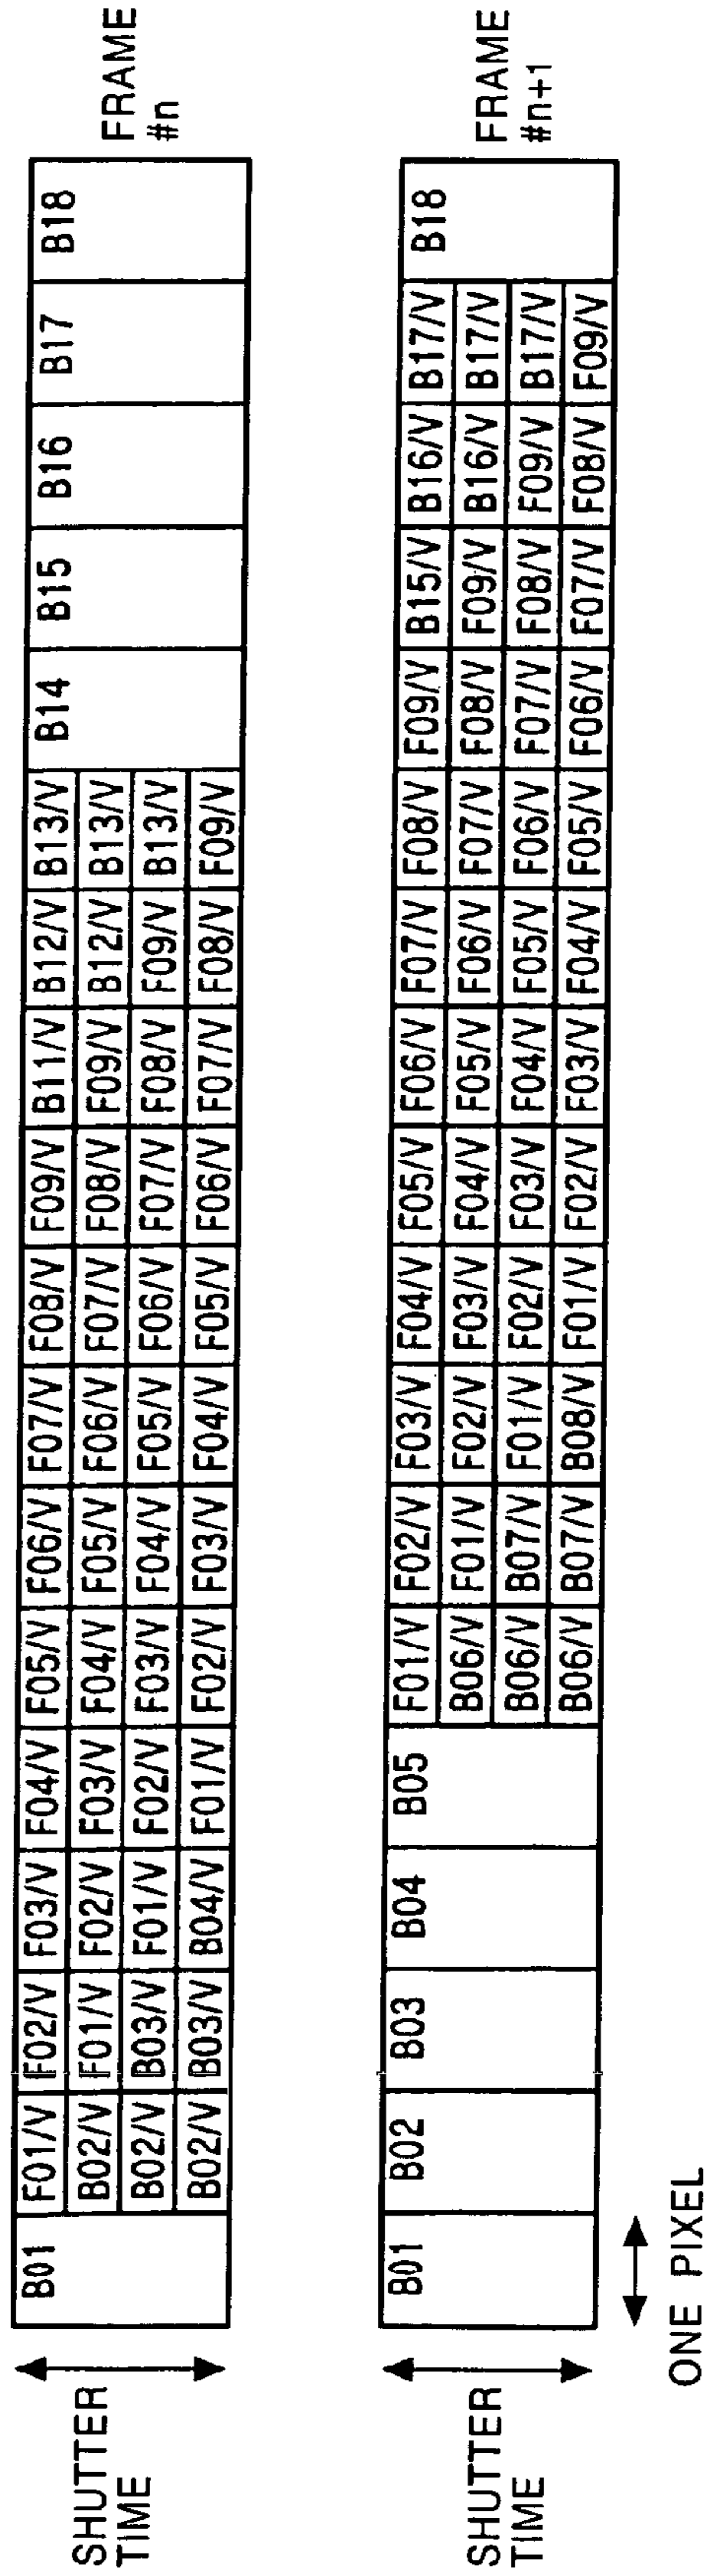 SHUTTER
TIME
B01 F01/V F02/V F03/V F04/V F05/V F06/V F07/V F08/V F09/V B11/V B12/V B13/V B14 B15 B16 B17 B18
B02/V F01/V F02/V F03/V F04/V F05/V F06/V F07/V F08/V F09/V B12/V B13/V
B02/V B03/V F01/V F02/V F03/V F04/V F05/V F06/V F07/V F08/V F09/V B13/V
B02/V B03/V B04/V F01/V F02/V F03/V F04/V F05/V F06/V F07/V F08/V F09/V
FRAME
#n
SHUTTER
TIME
B01 B02 B03 B04 B05 F01/V F02/V F03/V F04/V F05/V F06/V F07/V F08/V F09/V B15/V B16/V B17/V B18
B06/V F01/V F02/V F03/V F04/V F05/V F06/V F07/V F08/V F09/V B16/V B17/V
B06/V B07/V F01/V F02/V F03/V F04/V F05/V F06/V F07/V F08/V F09/V B17/V
B06/V B07/V B08/V F01/V F02/V F03/V F04/V F05/V F06/V F07/V F08/V F09/V
FRAME
#n+1
ONE PIXEL